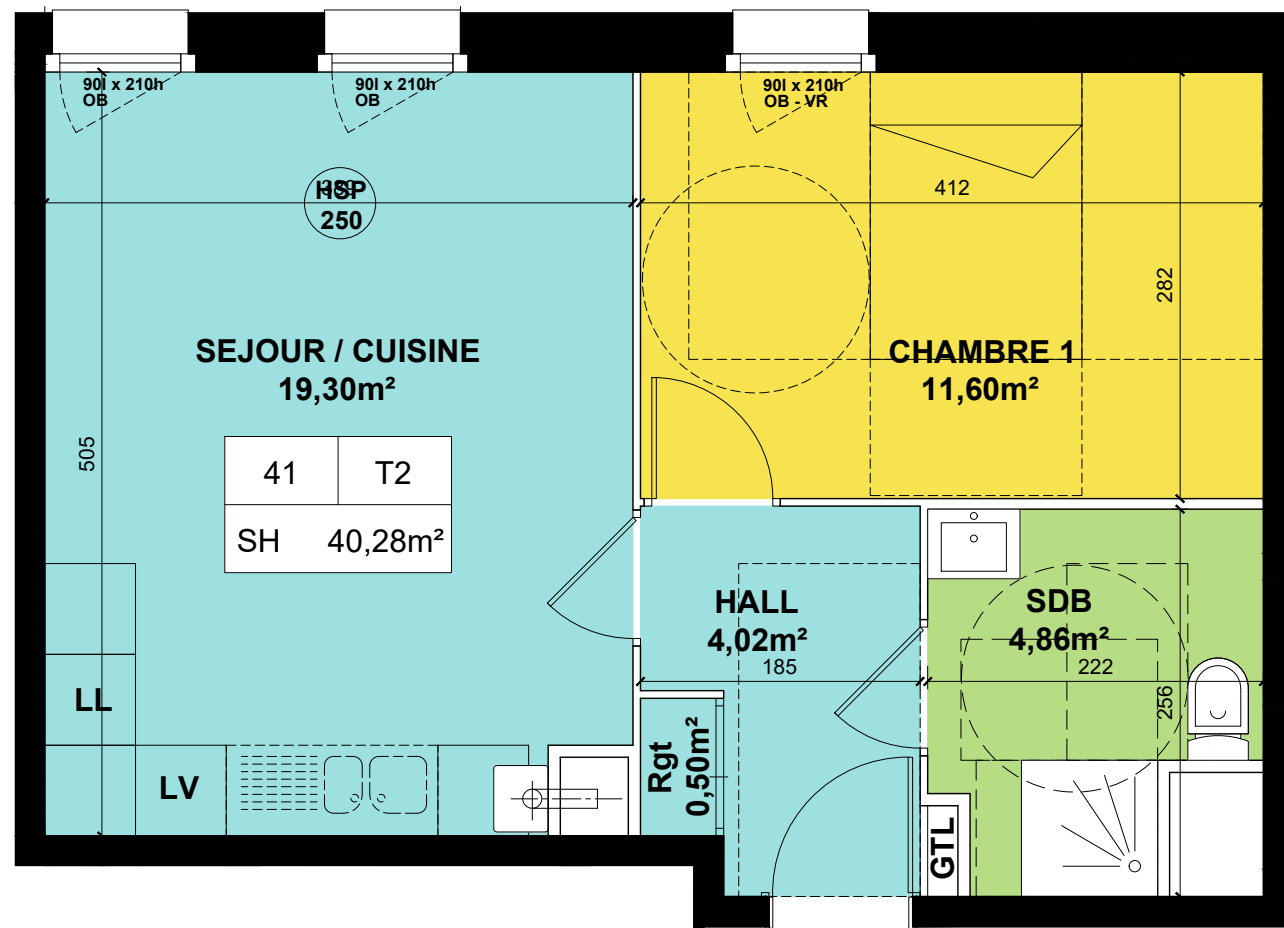 90l x 210h
OB
90l x 210h
OB
90l x 210h
OB - VR
HSP
250
412
282
SEJOUR / CUISINE
19,30m²
CHAMBRE 1
11,60m²
505
41 T2
SH 40,28m²
HALL
4,02m²
185
SDB
4,86m²
222
256
LL
LV
Rgt
0,50m²
GTL